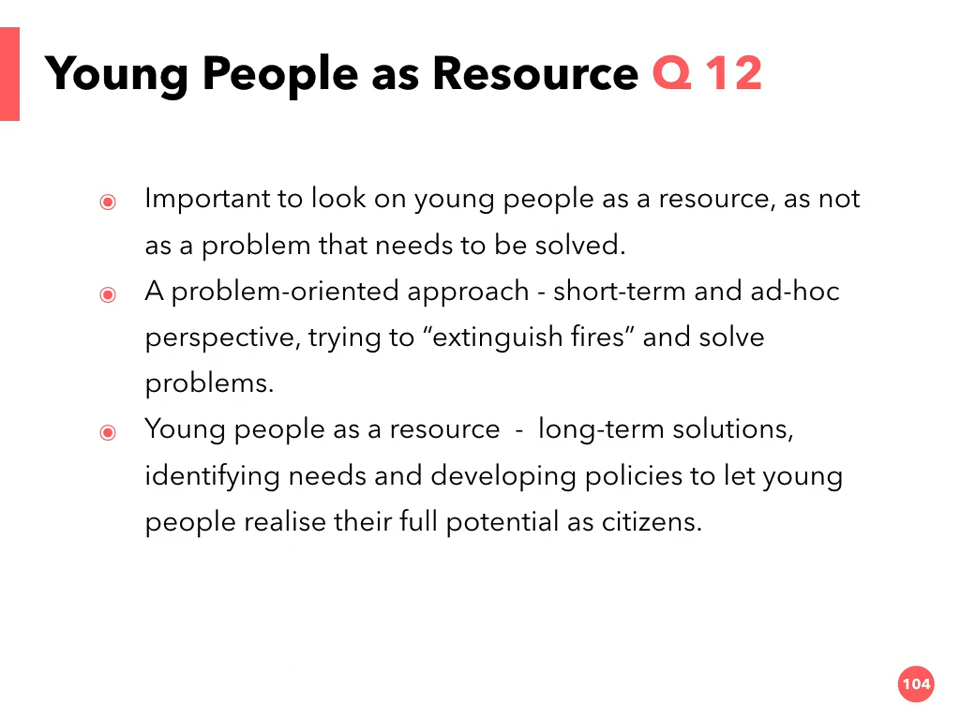 Young People as Resource Q 12
Important to look on young people as a resource, as not
as a problem that needs to be solved.
A problem-oriented approach - short-term and ad-hoc
perspective, trying to “extinguish fires” and solve
problems.
Young people as a resource  -  long-term solutions,
identifying needs and developing policies to let young
people realise their full potential as citizens.
104